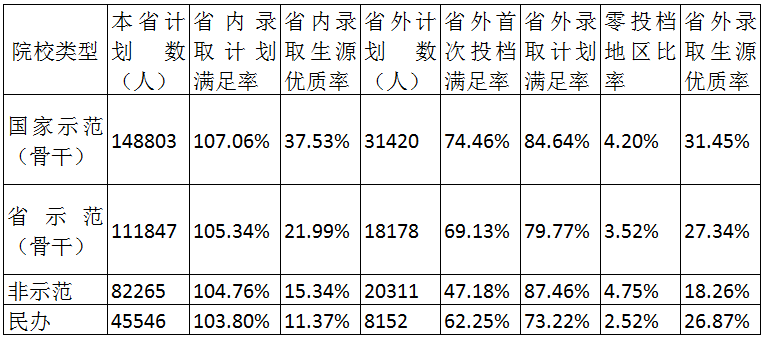 院校类型 本省计划数（人） 省内录取计划满足率 省内录取生源优质率 省外计划数（人） 省外首次投档满足率 省外录取计划满足率 零投档地区比率 省外录取生源优质率
国家示范（骨干） 148803 107.06% 37.53% 31420 74.46% 84.64% 4.20% 31.45%
省示范（骨干） 111847 105.34% 21.99% 18178 69.13% 79.77% 3.52% 27.34%
非示范 82265 104.76% 15.34% 20311 47.18% 87.46% 4.75% 18.26%
民办 45546 103.80% 11.37% 8152 62.25% 73.22% 2.52% 26.87%